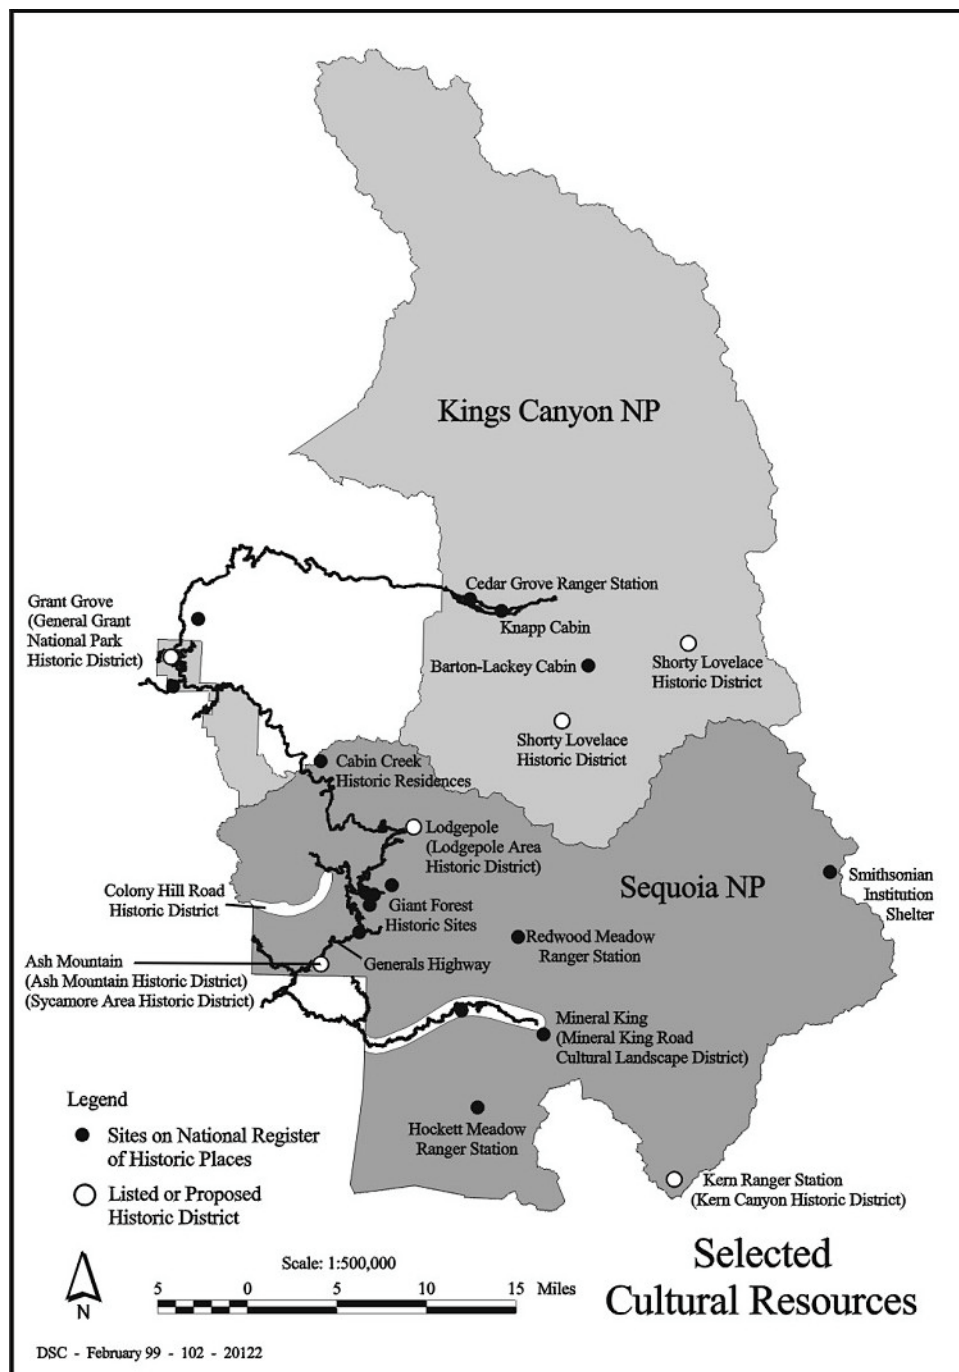 Kings Canyon NP
Cedar Grove Ranger Station
Knapp Cabin
Grant Grove
(General Grant
National Park
Historic District)
Barton-Lackey Cabin
Shorty Lovelace
Historic District
Shorty Lovelace
Historic District
Cabin Creek
Historic Residences
Lodgepole
(Lodgepole Area
Historic District)
Colony Hill Road
Historic District
Giant Forest
Historic Sites
Sequoia NP
Smithsonian
Institution
Shelter
Redwood Meadow
Ranger Station
Generals Highway
Ash Mountain
(Ash Mountain Historic District)
(Sycamore Area Historic District)
Mineral King
(Mineral King Road
Cultural Landscape District)
Hockett Meadow
Ranger Station
Kern Ranger Station
(Kern Canyon Historic District)
Legend
Sites on National Register
of Historic Places
Listed or Proposed
Historic District
N
Scale: 1:500,000
5 0 5 10 15 Miles
Selected
Cultural Resources
DSC - February 99 - 102 - 20122